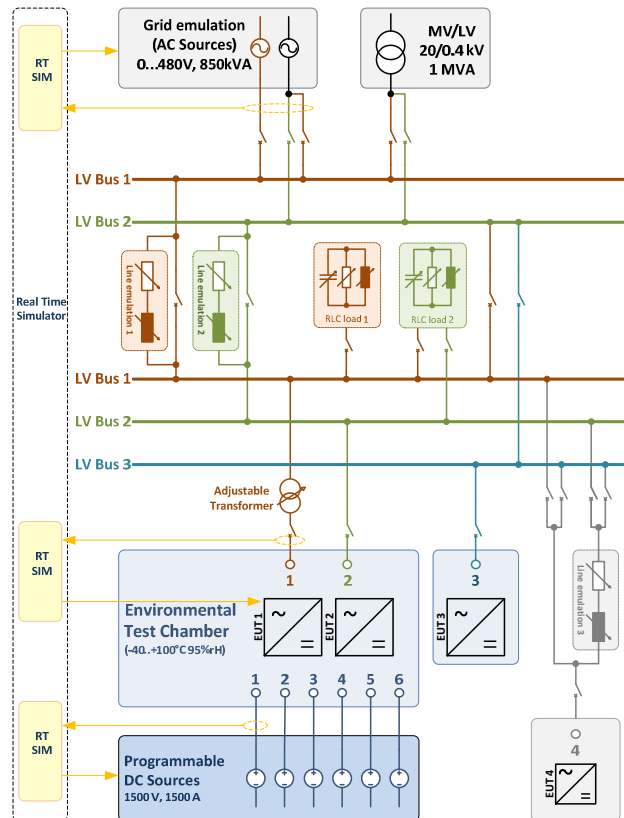 Grid emulation
(AC Sources)
0...480V, 850kVA
MV/LV
20/0.4 kV
1 MVA
RT
SIM
LV Bus 1
LV Bus 2
Line emulation 1
Line emulation 2
RLC load 1
RLC load 2
Real Time
Simulator
LV Bus 1
LV Bus 2
LV Bus 3
Adjustable
Transformer
RT
SIM
1
2
3
Environmental
Test Chamber
(-40..+100°C 95%rH)
EUT 1
EUT 2
EUT 3
Line emulation 3
1
2
3
4
5
6
RT
SIM
Programmable
DC Sources
1500 V, 1500 A
4
EUT 4